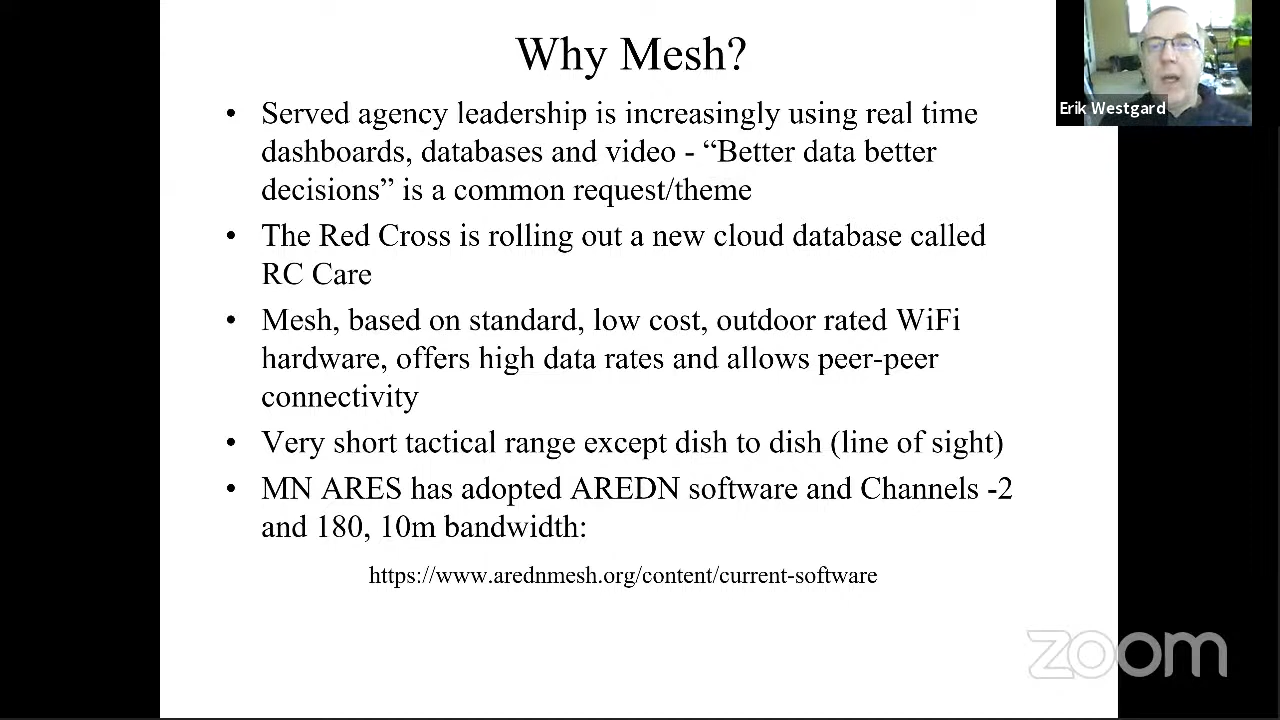 Why Mesh?
• Served agency leadership is increasingly using real time
dashboards, databases and video - “Better data better
decisions” is a common request/theme
• The Red Cross is rolling out a new cloud database called
RC Care
• Mesh, based on standard, low cost, outdoor rated WiFi
hardware, offers high data rates and allows peer-peer
connectivity
• Very short tactical range except dish to dish (line of sight)
• MN ARES has adopted AREDN software and Channels -2
and 180, 10m bandwidth:
https://www.arednmesh.org/content/current-software
Erik Westgard
zoom